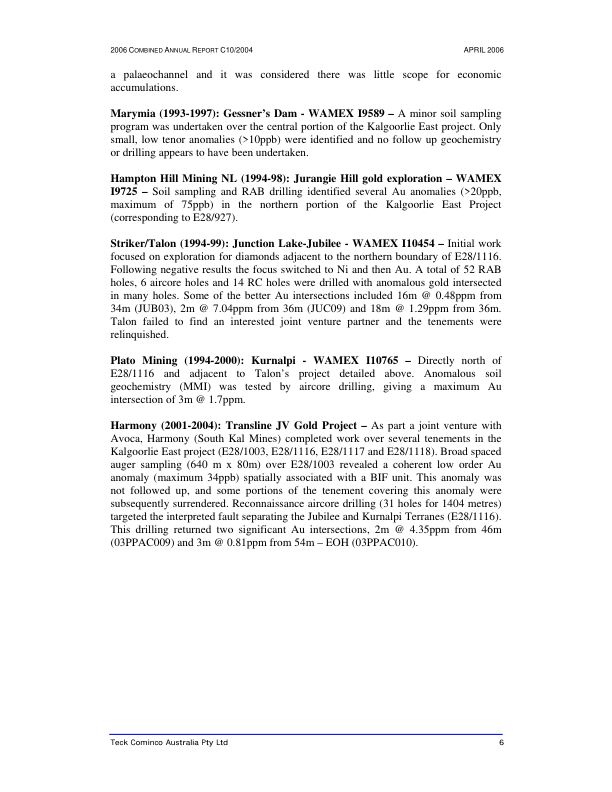 2006 COMBINED ANNUAL REPORT C10/2004 APRIL 2006
a palaeochannel and it was considered there was little scope for economic
accumulations.
Marymia (1993-1997): Gessner's Dam - WAMEX I9589 – A minor soil sampling
program was undertaken over the central portion of the Kalgoorlie East project. Only
small, low tenor anomalies (>10ppb) were identified and no follow up geochemistry
or drilling appears to have been undertaken.
Hampton Hill Mining NL (1994-98): Jurangie Hill gold exploration – WAMEX
I9725 – Soil sampling and RAB drilling identified several Au anomalies (>20ppb,
maximum of 75ppb) in the northern portion of the Kalgoorlie East Project
(corresponding to E28/927).
Striker/Talon (1994-99): Junction Lake-Jubilee - WAMEX I10454 – Initial work
focused on exploration for diamonds adjacent to the northern boundary of E28/1116.
Following negative results the focus switched to Ni and then Au. A total of 52 RAB
holes, 6 aircore holes and 14 RC holes were drilled with anomalous gold intersected
in many holes. Some of the better Au intersections included 16m @ 0.48ppm from
34m (JUB03), 2m @ 7.04ppm from 36m (JUC09) and 18m @ 1.29ppm from 36m.
Talon failed to find an interested joint venture partner and the tenements were
relinquished.
Plato Mining (1994-2000): Kurnalpi - WAMEX I10765 – Directly north of
E28/1116 and adjacent to Talon's project detailed above. Anomalous soil
geochemistry (MMI) was tested by aircore drilling, giving a maximum Au
intersection of 3m @ 1.7ppm.
Harmony (2001-2004): Transline JV Gold Project – As part a joint venture with
Avoca, Harmony (South Kal Mines) completed work over several tenements in the
Kalgoorlie East project (E28/1003, E28/1116, E28/1117 and E28/1118). Broad spaced
auger sampling (640 m x 80m) over E28/1003 revealed a coherent low order Au
anomaly (maximum 34ppb) spatially associated with a BIF unit. This anomaly was
not followed up, and some portions of the tenement covering this anomaly were
subsequently surrendered. Reconnaissance aircore drilling (31 holes for 1404 metres)
targeted the interpreted fault separating the Jubilee and Kurnalpi Terranes (E28/1116).
This drilling returned two significant Au intersections, 2m @ 4.35ppm from 46m
(03PPAC009) and 3m @ 0.81ppm from 54m – EOH (03PPAC010).
Teck Cominco Australia Pty Ltd 6